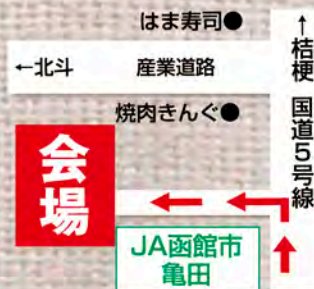 はま寿司●
←北斗 産業道路
焼肉きんぐ●
↑桔梗 国道5号線
会場
JA函館市
亀田